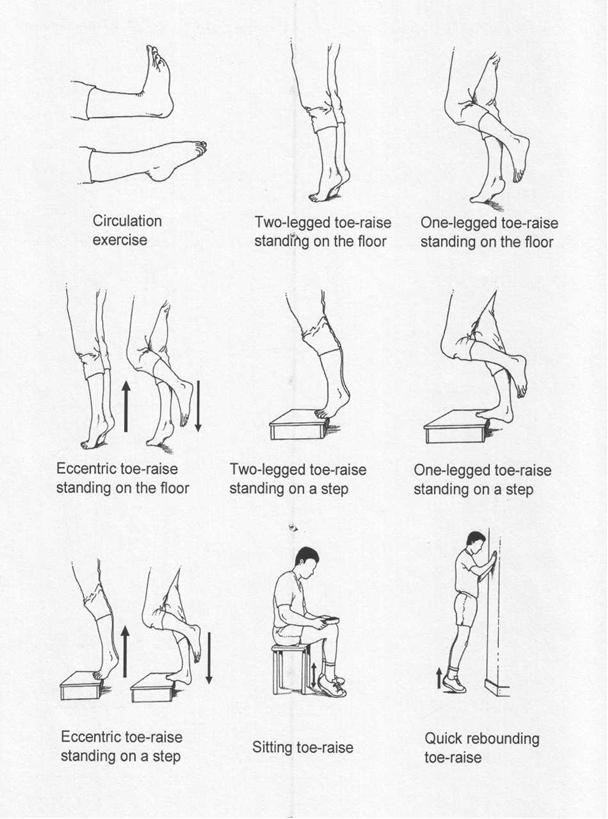 Circulation
exercise
Two-legged toe-raise
standing on the floor
One-legged toe-raise
standing on the floor
Eccentric toe-raise
standing on the floor
Two-legged toe-raise
standing on a step
One-legged toe-raise
standing on a step
Eccentric toe-raise
standing on a step
Sitting toe-raise
Quick rebounding
toe-raise